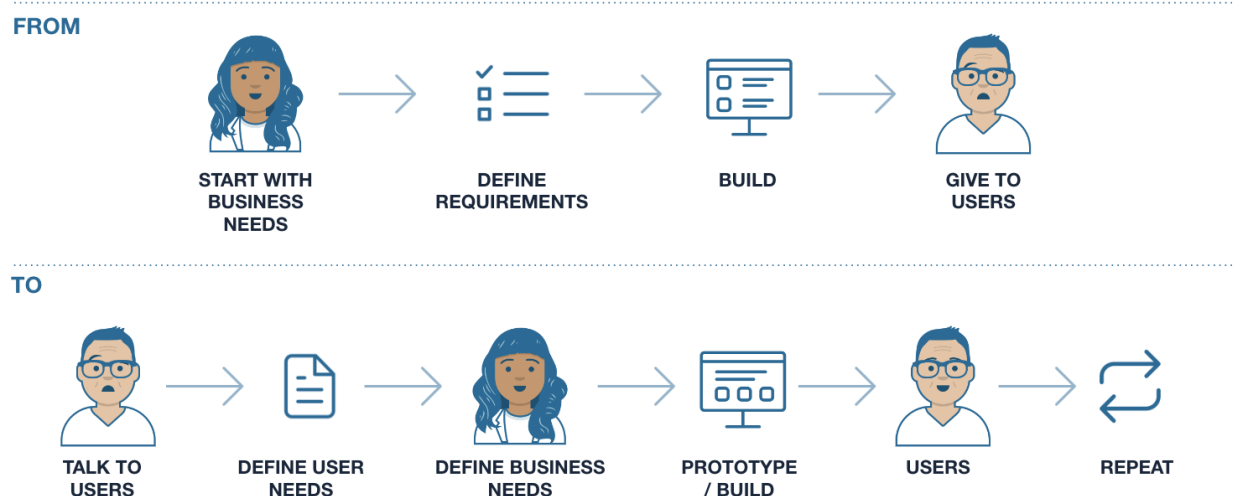 FROM
START WITH
BUSINESS
NEEDS
DEFINE
REQUIREMENTS
BUILD
GIVE TO
USERS
TO
TALK TO
USERS
DEFINE USER
NEEDS
DEFINE BUSINESS
NEEDS
PROTOTYPE
/ BUILD
USERS
REPEAT